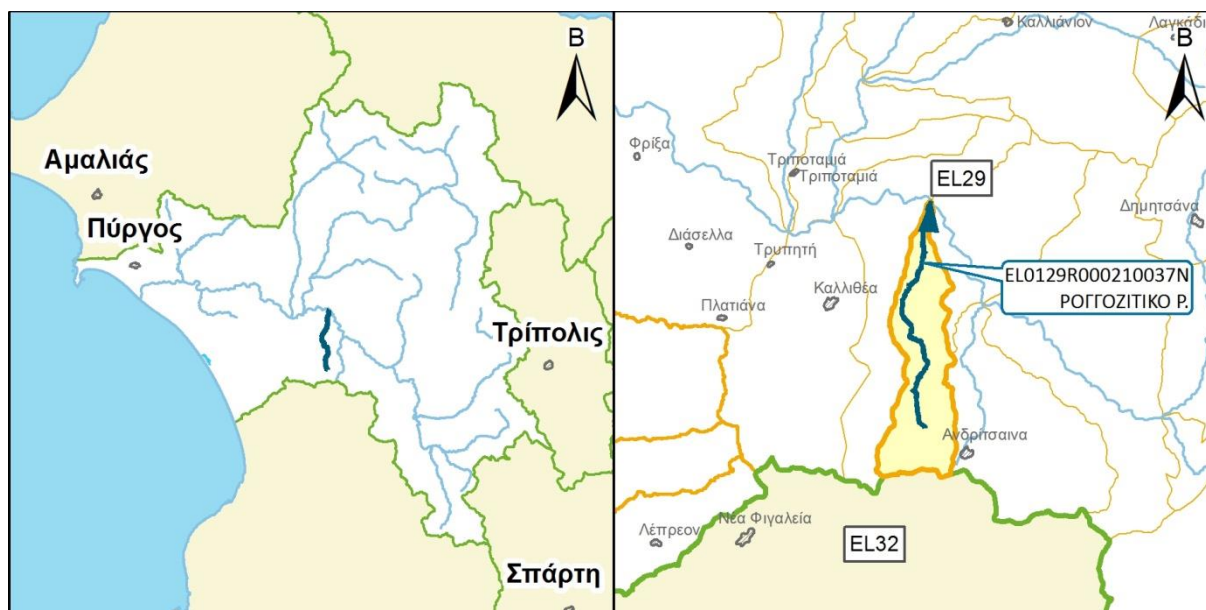 Β
Αμαλιάς
Πύργος
Τρίπολις
Σπάρτη
Καλλιάνιον
Λαγκάδι
Β
Φρίξα
Τριποταμιά
Τριποταμιά
EL29
Δημητσάνα
Διάσελλα
Τρυπητή
EL0129R000210037N
ΡΟΓΓΟΖΙΤΙΚΟ Ρ.
Καλλιθέα
Πλατιάνα
Ανδρίτσαινα
Νέα Φιγαλεία
Λέπρεον
EL32